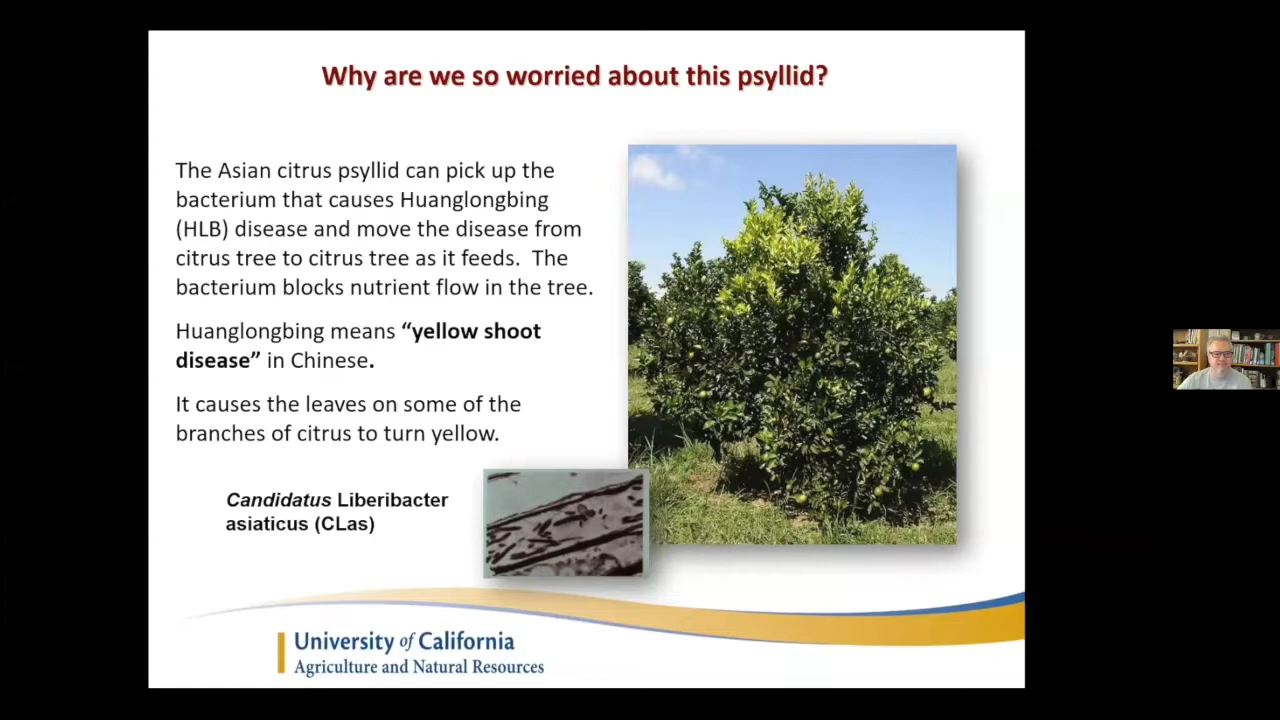 Why are we so worried about this psyllid?
The Asian citrus psyllid can pick up the
bacterium that causes Huanglongbing
(HLB) disease and move the disease from
citrus tree to citrus tree as it feeds.  The
bacterium blocks nutrient flow in the tree.
Huanglongbing means “yellow shoot
disease” in Chinese.
It causes the leaves on some of the
branches of citrus to turn yellow.
Candidatus Liberibacter
asiaticus (CLas)
University of California
Agriculture and Natural Resources